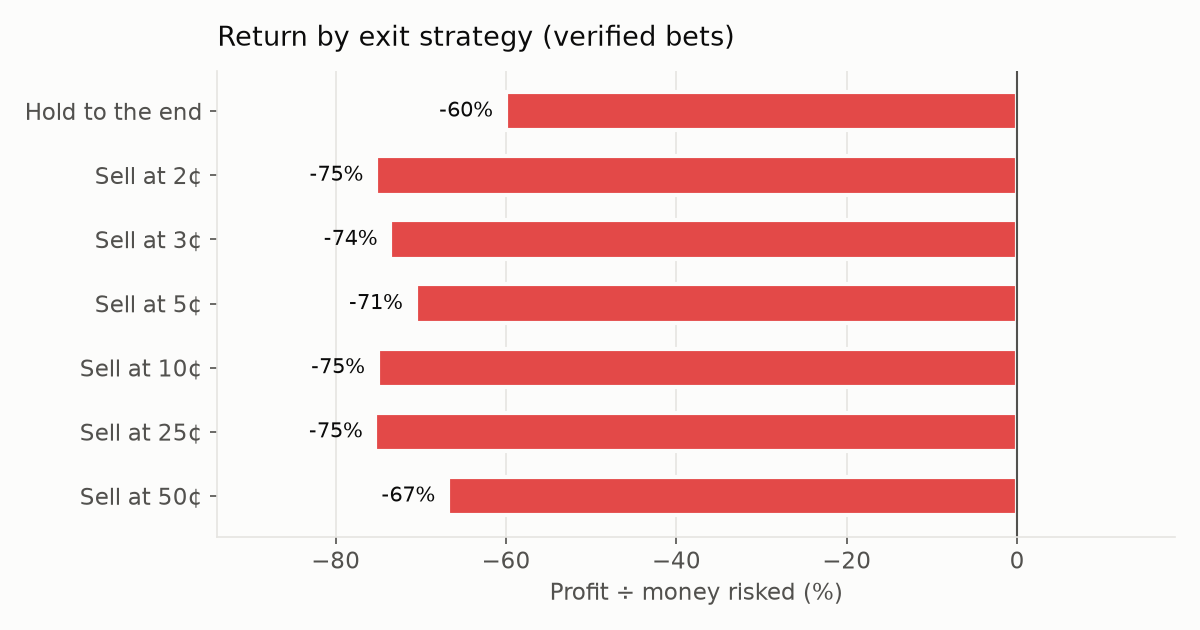 Return by exit strategy (verified bets)
Hold to the end
-60%
Sell at 2¢
-75%
Sell at 3¢
-74%
Sell at 5¢
-71%
Sell at 10¢
-75%
Sell at 25¢
-75%
Sell at 50¢
-67%
−80 −60 −40 −20 0
Profit ÷ money risked (%)